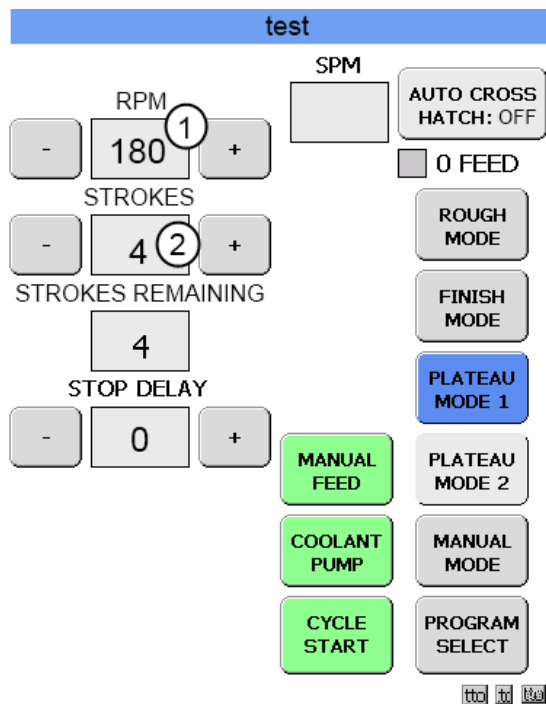 test
SPM
AUTO CROSS
HATCH: OFF
RPM
1
-
180
+
0 FEED
STROKES
2
-
4
+
ROUGH
MODE
STROKES REMAINING
4
FINISH
MODE
STOP DELAY
-
0
+
PLATEAU
MODE 1
MANUAL
FEED
PLATEAU
MODE 2
COOLANT
PUMP
MANUAL
MODE
CYCLE
START
PROGRAM
SELECT
tto